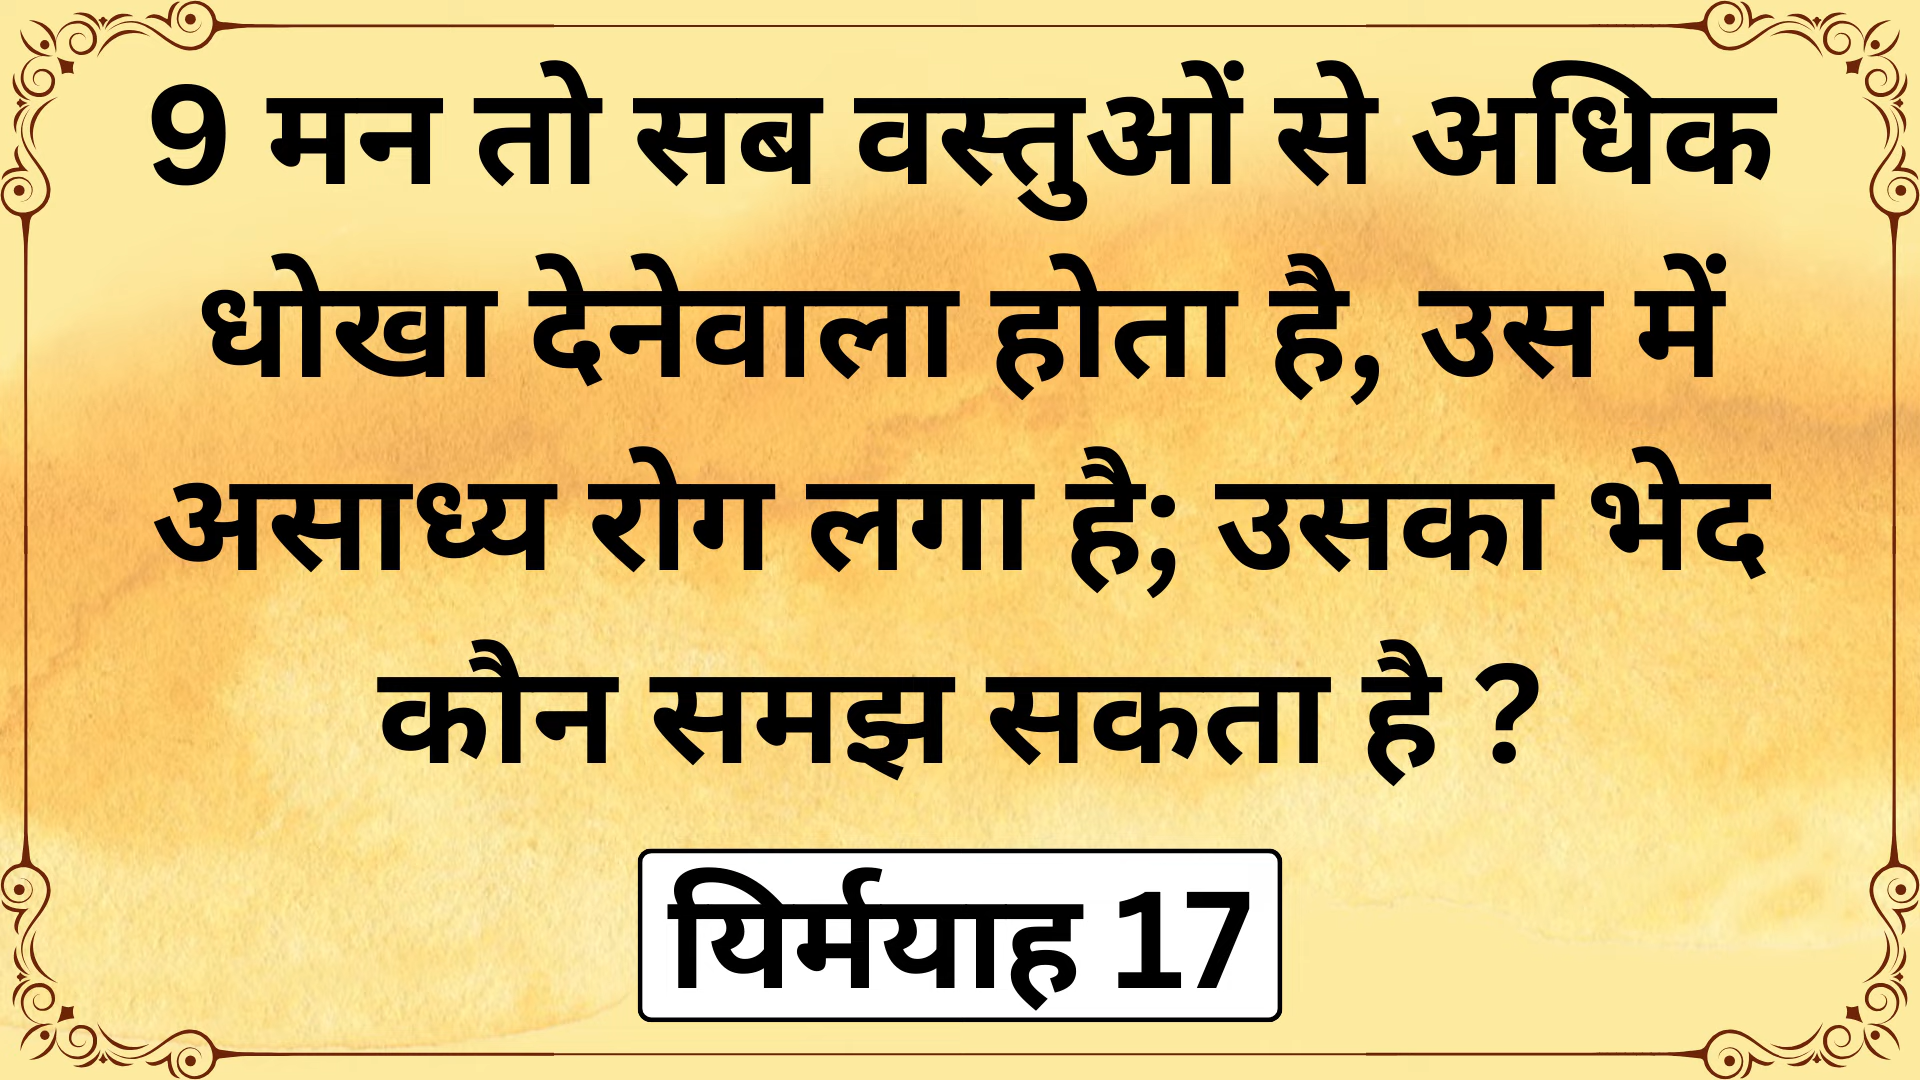 9 मन तो सब वस्तुओं से अधिक
धोखा देनेवाला होता है, उस में
असाध्य रोग लगा है; उसका भेद
कौन समझ सकता है ?
यिर्मयाह 17